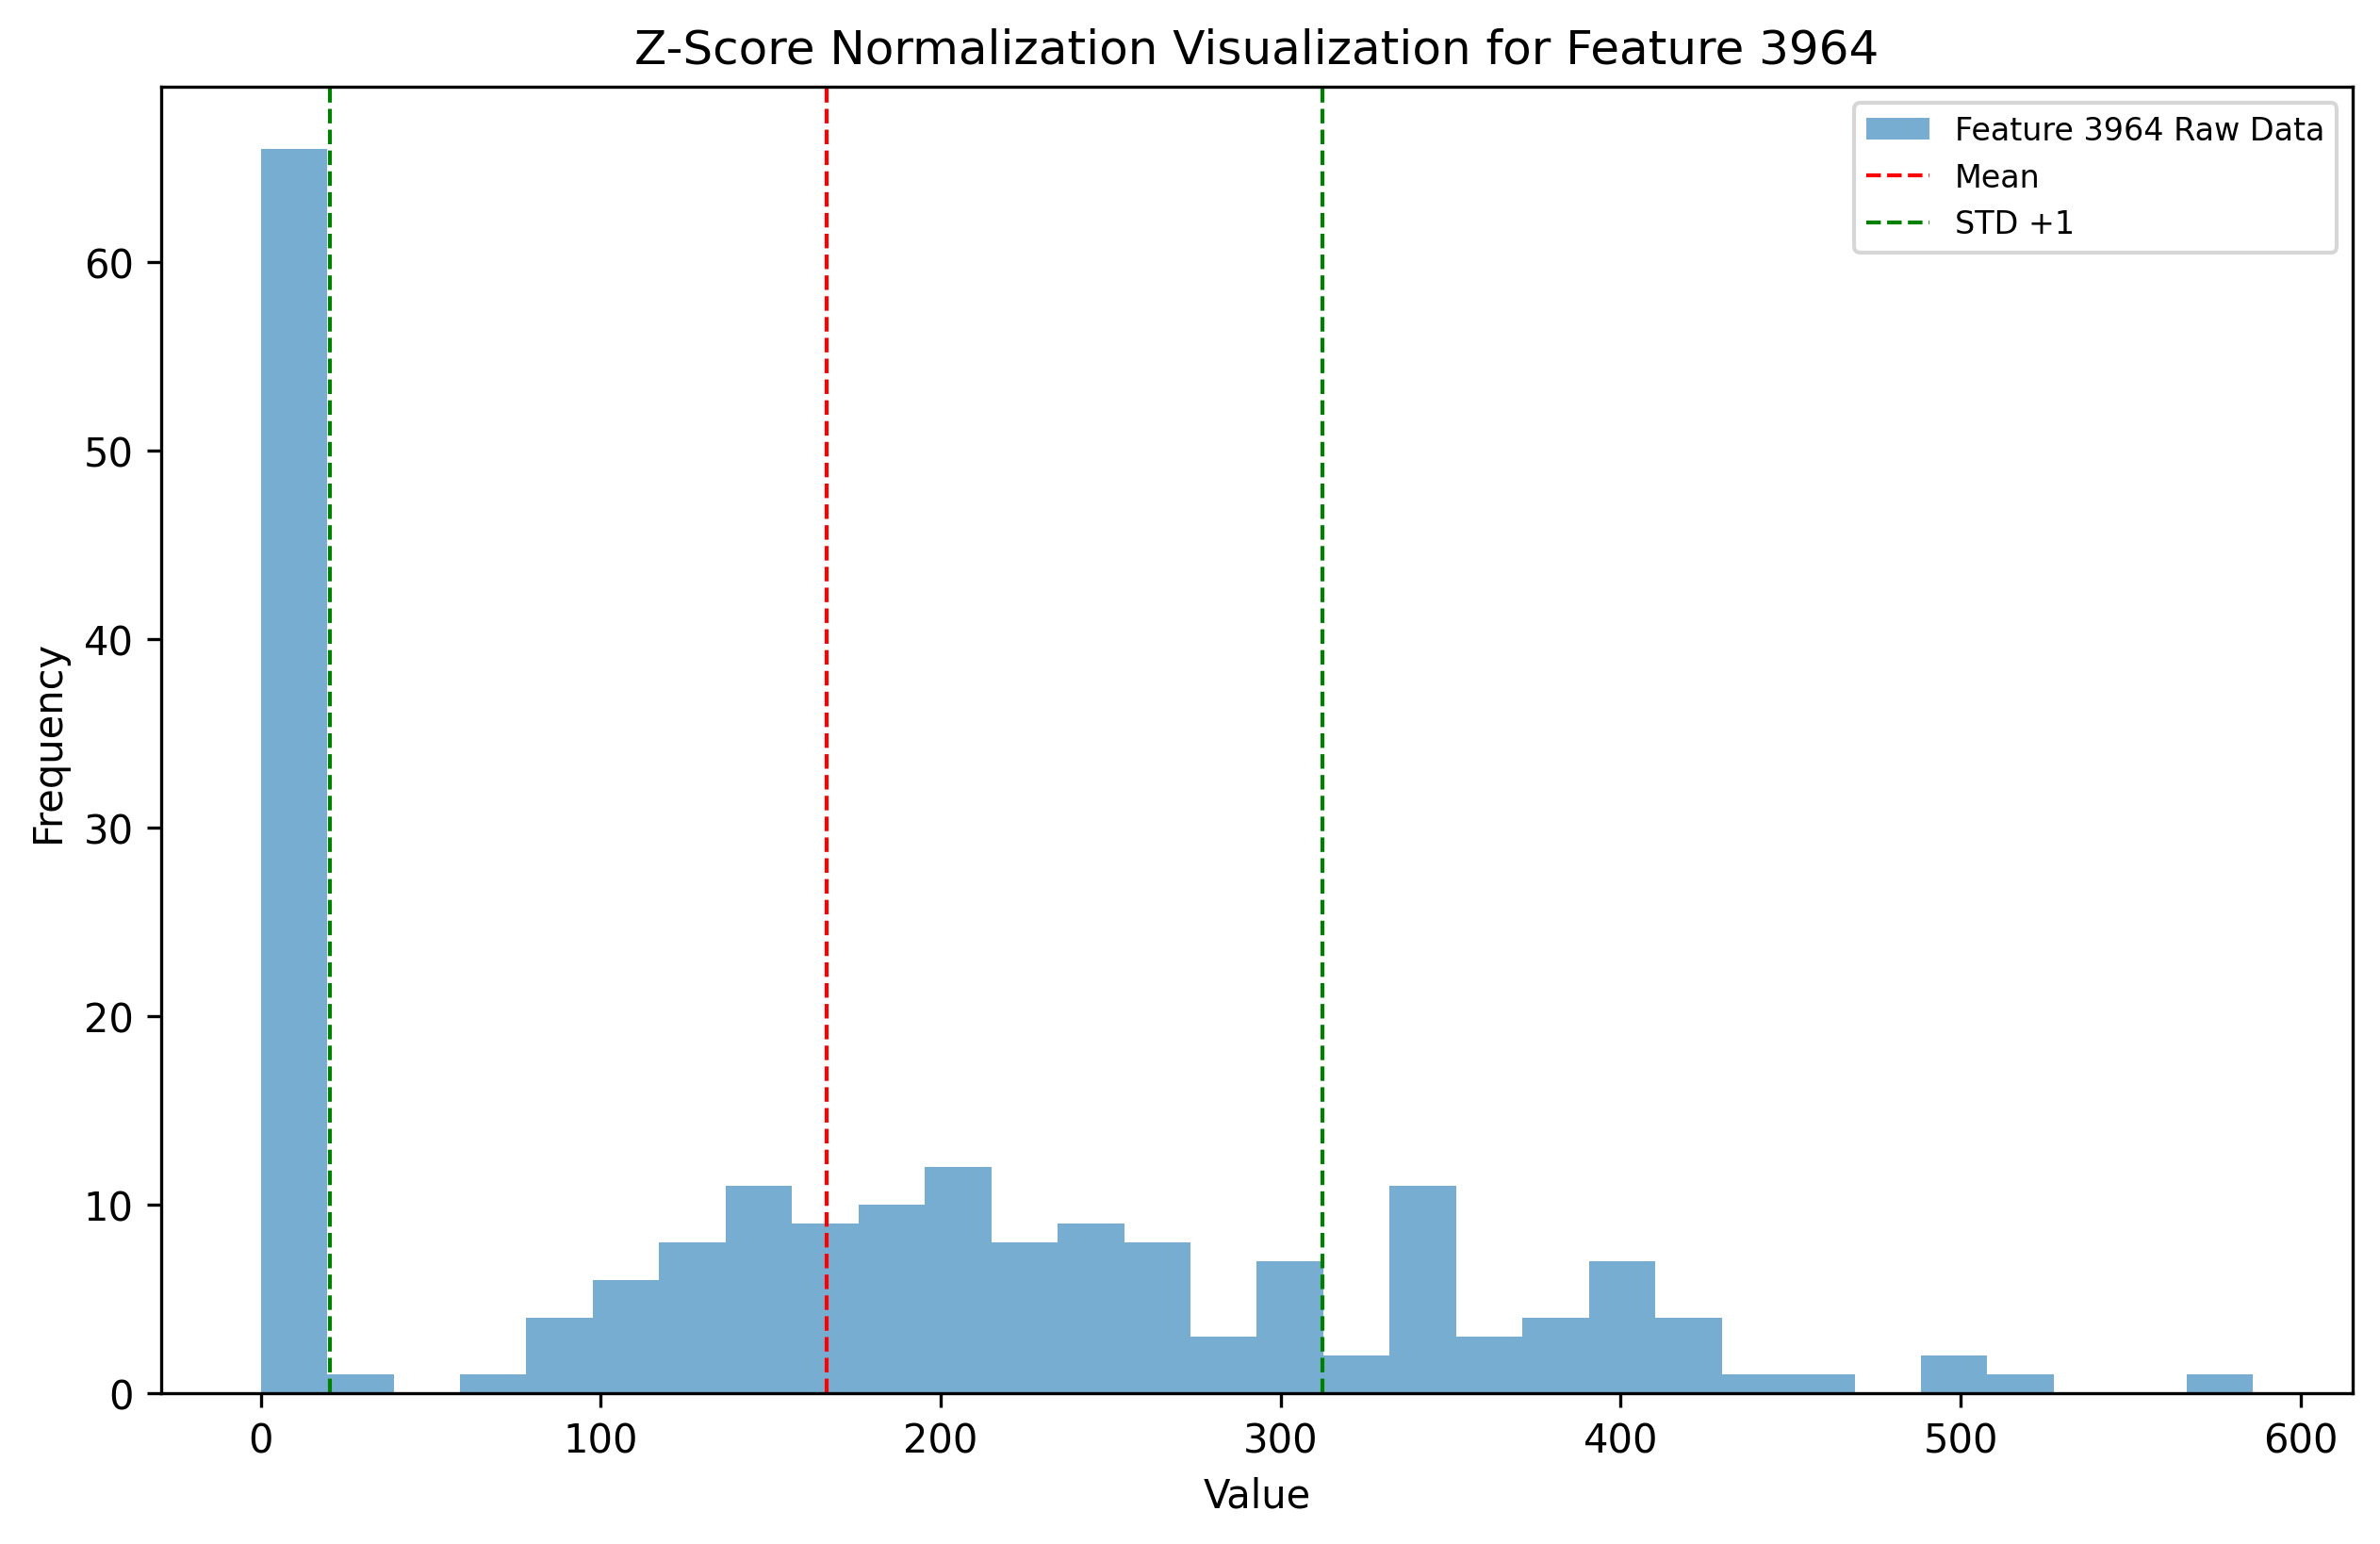 Z-Score Normalization Visualization for Feature 3964
Feature 3964 Raw Data
Mean
STD +1
Frequency
60
50
40
30
20
10
0
0 100 200 300 400 500 600
Value